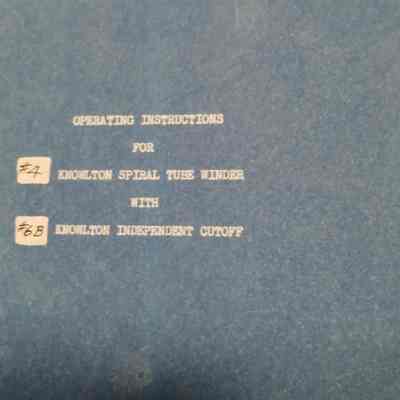 OPERATING INSTRUCTIONS
FOR
#4 KNOWLTON SPIRAL TUBE WINDER
WITH
#6B KNOWLTON INDEPENDENT CUTOFF